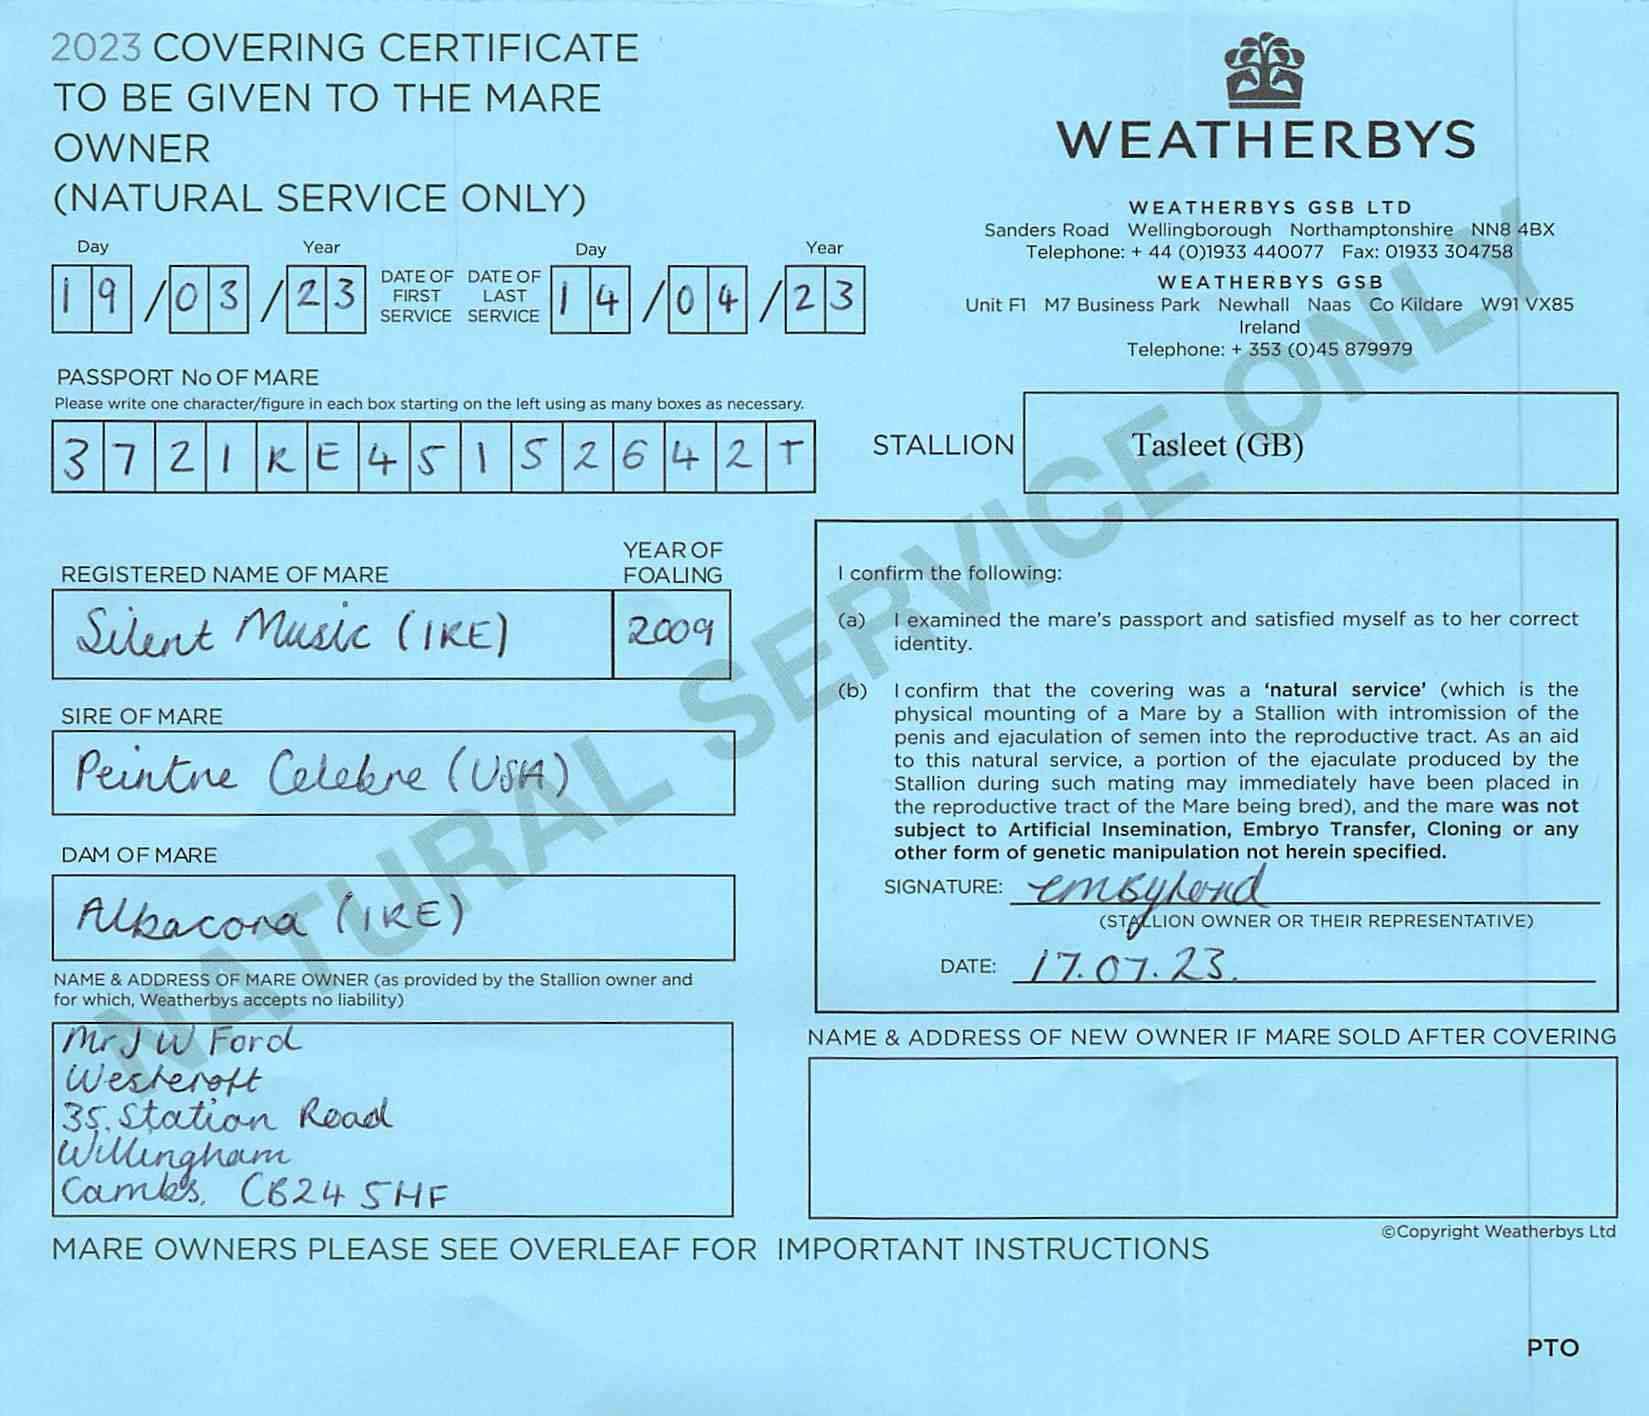 2023 COVERING CERTIFICATE
TO BE GIVEN TO THE MARE
OWNER
(NATURAL SERVICE ONLY)
WEATHERBYS
WEATHERBYS GSB LTD
Sanders Road Wellingborough Northamptonshire NN8 4BX
Telephone: + 44 (0)1933 440077 Fax: 01933 304758
WEATHERBYS GSB
Unit F1 M7 Business Park Newhall Naas Co Kildare W91 VX85
Ireland
Telephone: + 353 (0)45 879979
Day Year
19/03/23
DATE OF
FIRST
SERVICE
DATE OF
LAST
SERVICE
Day Year
14/04/23
PASSPORT No OF MARE
Please write one character/figure in each box starting on the left using as many boxes as necessary.
3721RE45152642T
STALLION
Tasleet (GB)
REGISTERED NAME OF MARE
Silent Music (IRE)
YEAR OF
FOALING
2009
SIRE OF MARE
Peintre Celebre (USA)
DAM OF MARE
Albacora (IRE)
NAME & ADDRESS OF MARE OWNER (as provided by the Stallion owner and
for which, Weatherbys accepts no liability)
Mr J W Ford
Westcroft
35, Station Road
Willingham
Cambs. CB24 5HF
I confirm the following:
(a) I examined the mare's passport and satisfied myself as to her correct
identity.
(b) I confirm that the covering was a 'natural service' (which is the
physical mounting of a Mare by a Stallion with intromission of the
penis and ejaculation of semen into the reproductive tract. As an aid
to this natural service, a portion of the ejaculate produced by the
Stallion during such mating may immediately have been placed in
the reproductive tract of the Mare being bred), and the mare was not
subject to Artificial Insemination, Embryo Transfer, Cloning or any
other form of genetic manipulation not herein specified.
SIGNATURE:
(STALLION OWNER OR THEIR REPRESENTATIVE)
DATE: 17.07.23.
NAME & ADDRESS OF NEW OWNER IF MARE SOLD AFTER COVERING
©Copyright Weatherbys Ltd
MARE OWNERS PLEASE SEE OVERLEAF FOR IMPORTANT INSTRUCTIONS
PTO
NATURAL SERVICE ONLY